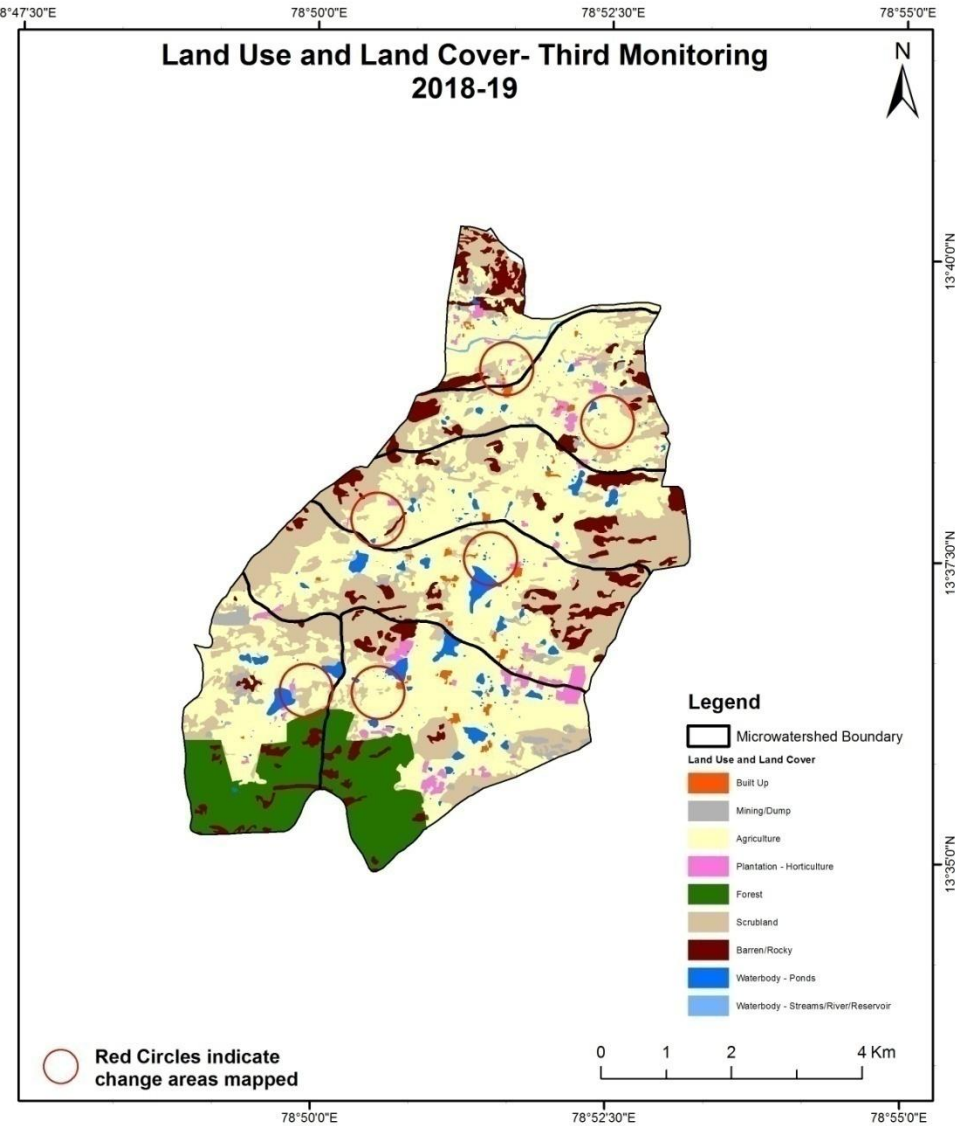 8°47'30"E 78°50'0"E 78°52'30"E 78°55'0"E
Land Use and Land Cover- Third Monitoring
2018-19
N
13°40'0"N
13°37'30"N
13°35'0"N
Legend
Microwatershed Boundary
Land Use and Land Cover
Built Up
Mining/Dump
Agriculture
Plantation - Horticulture
Forest
Scrubland
Barren/Rocky
Waterbody - Ponds
Waterbody - Streams/River/Reservoir
Red Circles indicate
change areas mapped
0 1 2 4 Km
78°50'0"E 78°52'30"E 78°55'0"E